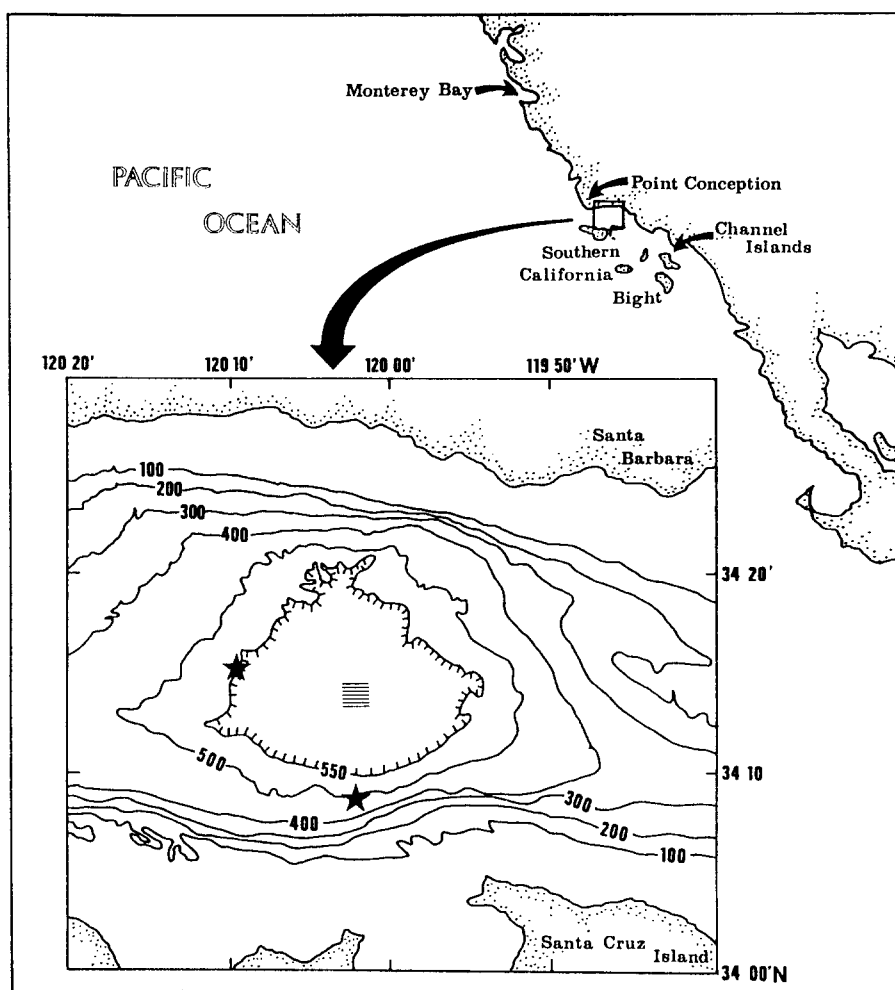 Monterey Bay
PACIFIC
OCEAN
Point Conception
Channel
Islands
Southern
California
Bight
120 20'
120 10'
120 00'
119 50' W
Santa
Barbara
100
200
300
400
34 20'
500
550
34 10
400
300
200
100
Santa Cruz
Island
34 00'N